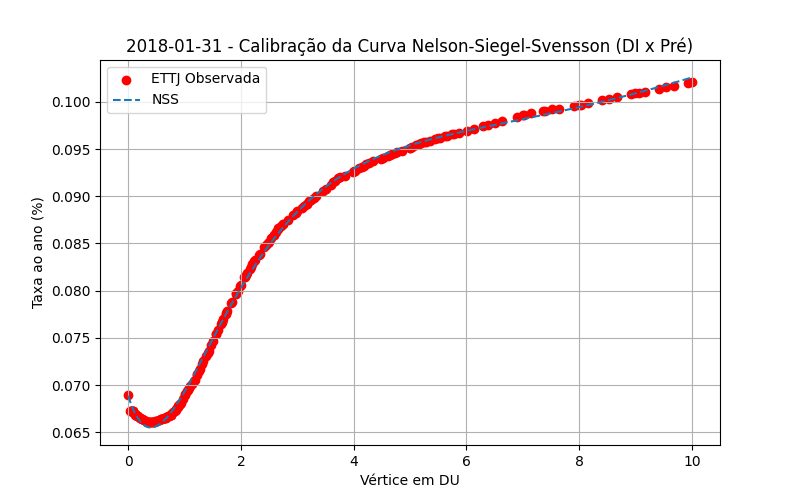 2018-01-31 - Calibração da Curva Nelson-Siegel-Svensson (DI x Pré)
ETTJ Observada
NSS
Taxa ao ano (%)
0.100
0.095
0.090
0.085
0.080
0.075
0.070
0.065
0 2 4 6 8 10
Vértice em DU